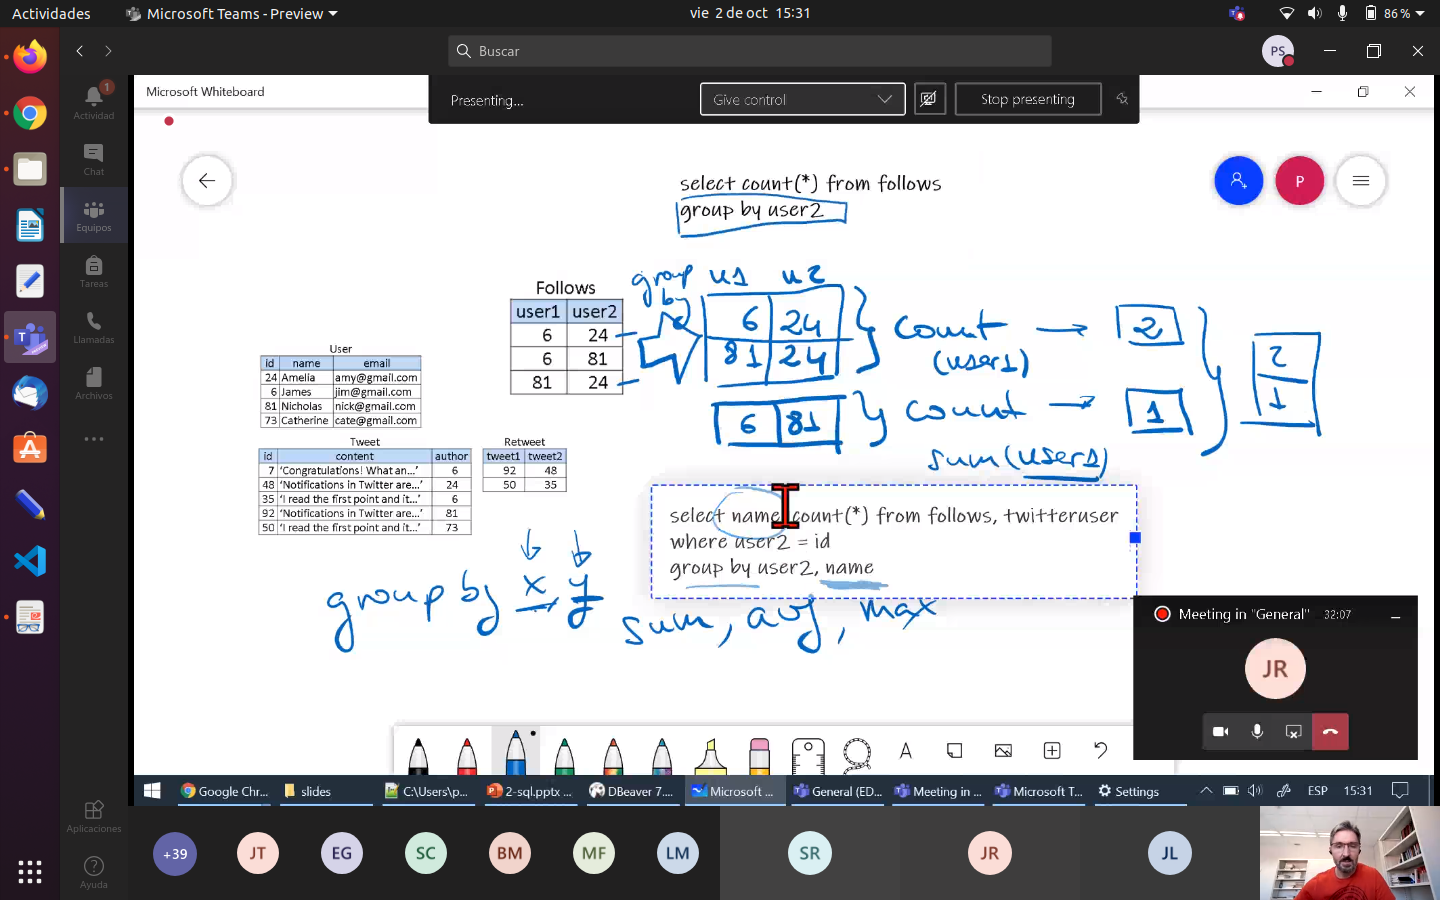 Actividades
Microsoft Teams - Preview
vie 2 de oct 15:31
86 %
Buscar
PS
1
Actividad
Chat
Equipos
Tareas
Llamadas
Archivos
Aplicaciones
Ayuda
Microsoft Whiteboard
Presenting...
Give control
Stop presenting
P
select count(*) from follows
group by user2
Follows
user1 user2
6 24
6 81
81 24
group by
u1 u2
6 24
81 24
count (user1)
2
6 81
count
1
2
1
sum(users1)
User
id name email
24 Amelia amy@gmail.com
6 James jim@gmail.com
81 Nicholas nick@gmail.com
73 Catherine cate@gmail.com
Tweet
id content author
7 'Congratulations! What an...' 6
48 'Notifications in Twitter are...' 24
35 'I read the first point and it...' 6
92 'Notifications in Twitter are...' 81
50 'I read the first point and it...' 73
Retweet
tweet1 tweet2
92 48
50 35
select name, count(*) from follows, twitteruser
where user2 = id
group by user2, name
group by x, y
sum, avg, max
Meeting in "General" 32:07
JR
A
Google Chr...
slides
C:\Users\p...
2-sql.pptx ...
DBeaver 7....
Microsoft ...
General (ED...
Meeting in ...
Microsoft T...
Settings
ESP
15:31
+39
JT
EG
SC
BM
MF
LM
SR
JR
JL